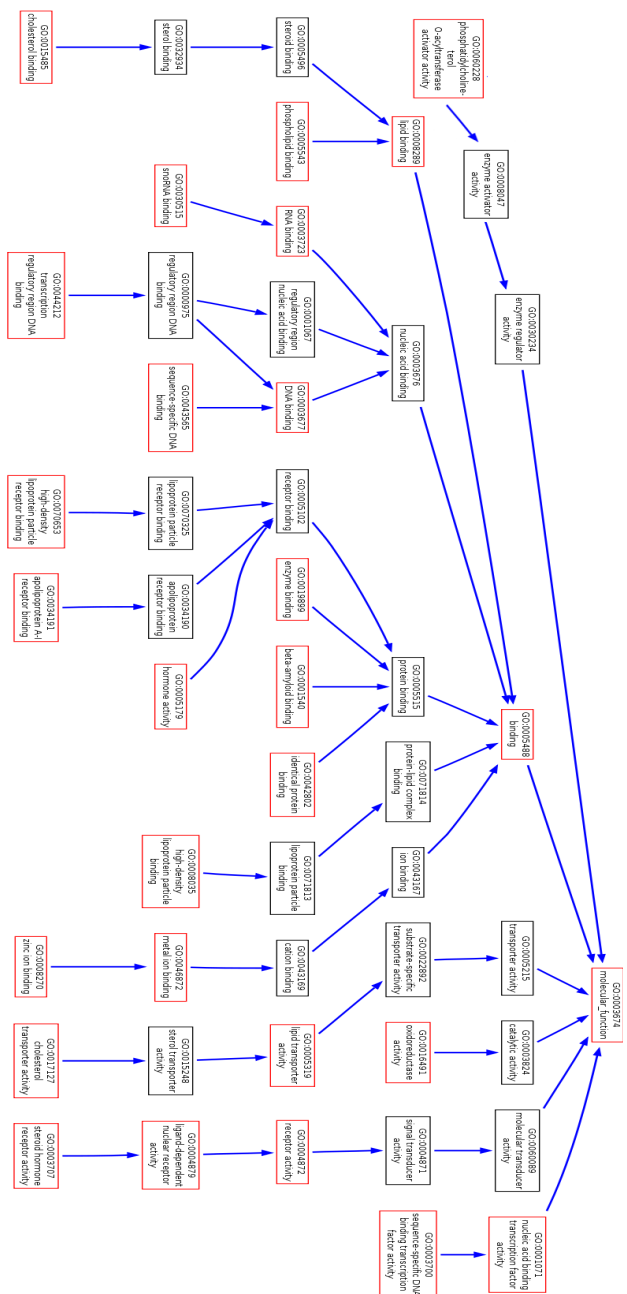 GO:0003674
molecular_function
GO:0030234
enzyme regulator
activity
GO:0005488
binding
GO:0005215
transporter activity
GO:0003824
catalytic activity
GO:0060089
molecular transducer
activity
GO:0001071
nucleic acid binding
transcription factor
activity
GO:0008047
enzyme activator
activity
GO:0060228
phosphatidylcholine-
terol
O-acyltransferase
activator activity
GO:0008289
lipid binding
GO:0003676
nucleic acid binding
GO:0005515
protein binding
GO:0071814
protein-lipid complex
binding
GO:0043167
ion binding
GO:0022892
substrate-specific
transporter activity
GO:0016491
oxidoreductase
activity
GO:0004871
signal transducer
activity
GO:0003700
sequence-specific DNA
binding transcription
factor activity
GO:0005496
steroid binding
GO:0005543
phospholipid binding
GO:0003723
RNA binding
GO:0001067
regulatory region
nucleic acid binding
GO:0003677
DNA binding
GO:0005102
receptor binding
GO:0019899
enzyme binding
GO:0001540
beta-amyloid binding
GO:0042802
identical protein
binding
GO:0071813
lipoprotein particle
binding
GO:0043169
cation binding
GO:0005319
lipid transporter
activity
GO:0004872
receptor activity
GO:0032934
sterol binding
GO:0030515
snoRNA binding
GO:0000975
regulatory region DNA
binding
GO:0043565
sequence-specific DNA
binding
GO:0070325
lipoprotein particle
receptor binding
GO:0034190
apolipoprotein
receptor binding
GO:0005179
hormone activity
GO:0008035
high-density
lipoprotein particle
binding
GO:0046872
metal ion binding
GO:0015248
sterol transporter
activity
GO:0004879
ligand-dependent
nuclear receptor
activity
GO:0015485
cholesterol binding
GO:0044212
transcription
regulatory region DNA
binding
GO:0070653
high-density
lipoprotein particle
receptor binding
GO:0034191
apolipoprotein A-I
receptor binding
GO:0008270
zinc ion binding
GO:0017127
cholesterol
transporter activity
GO:0003707
steroid hormone
receptor activity